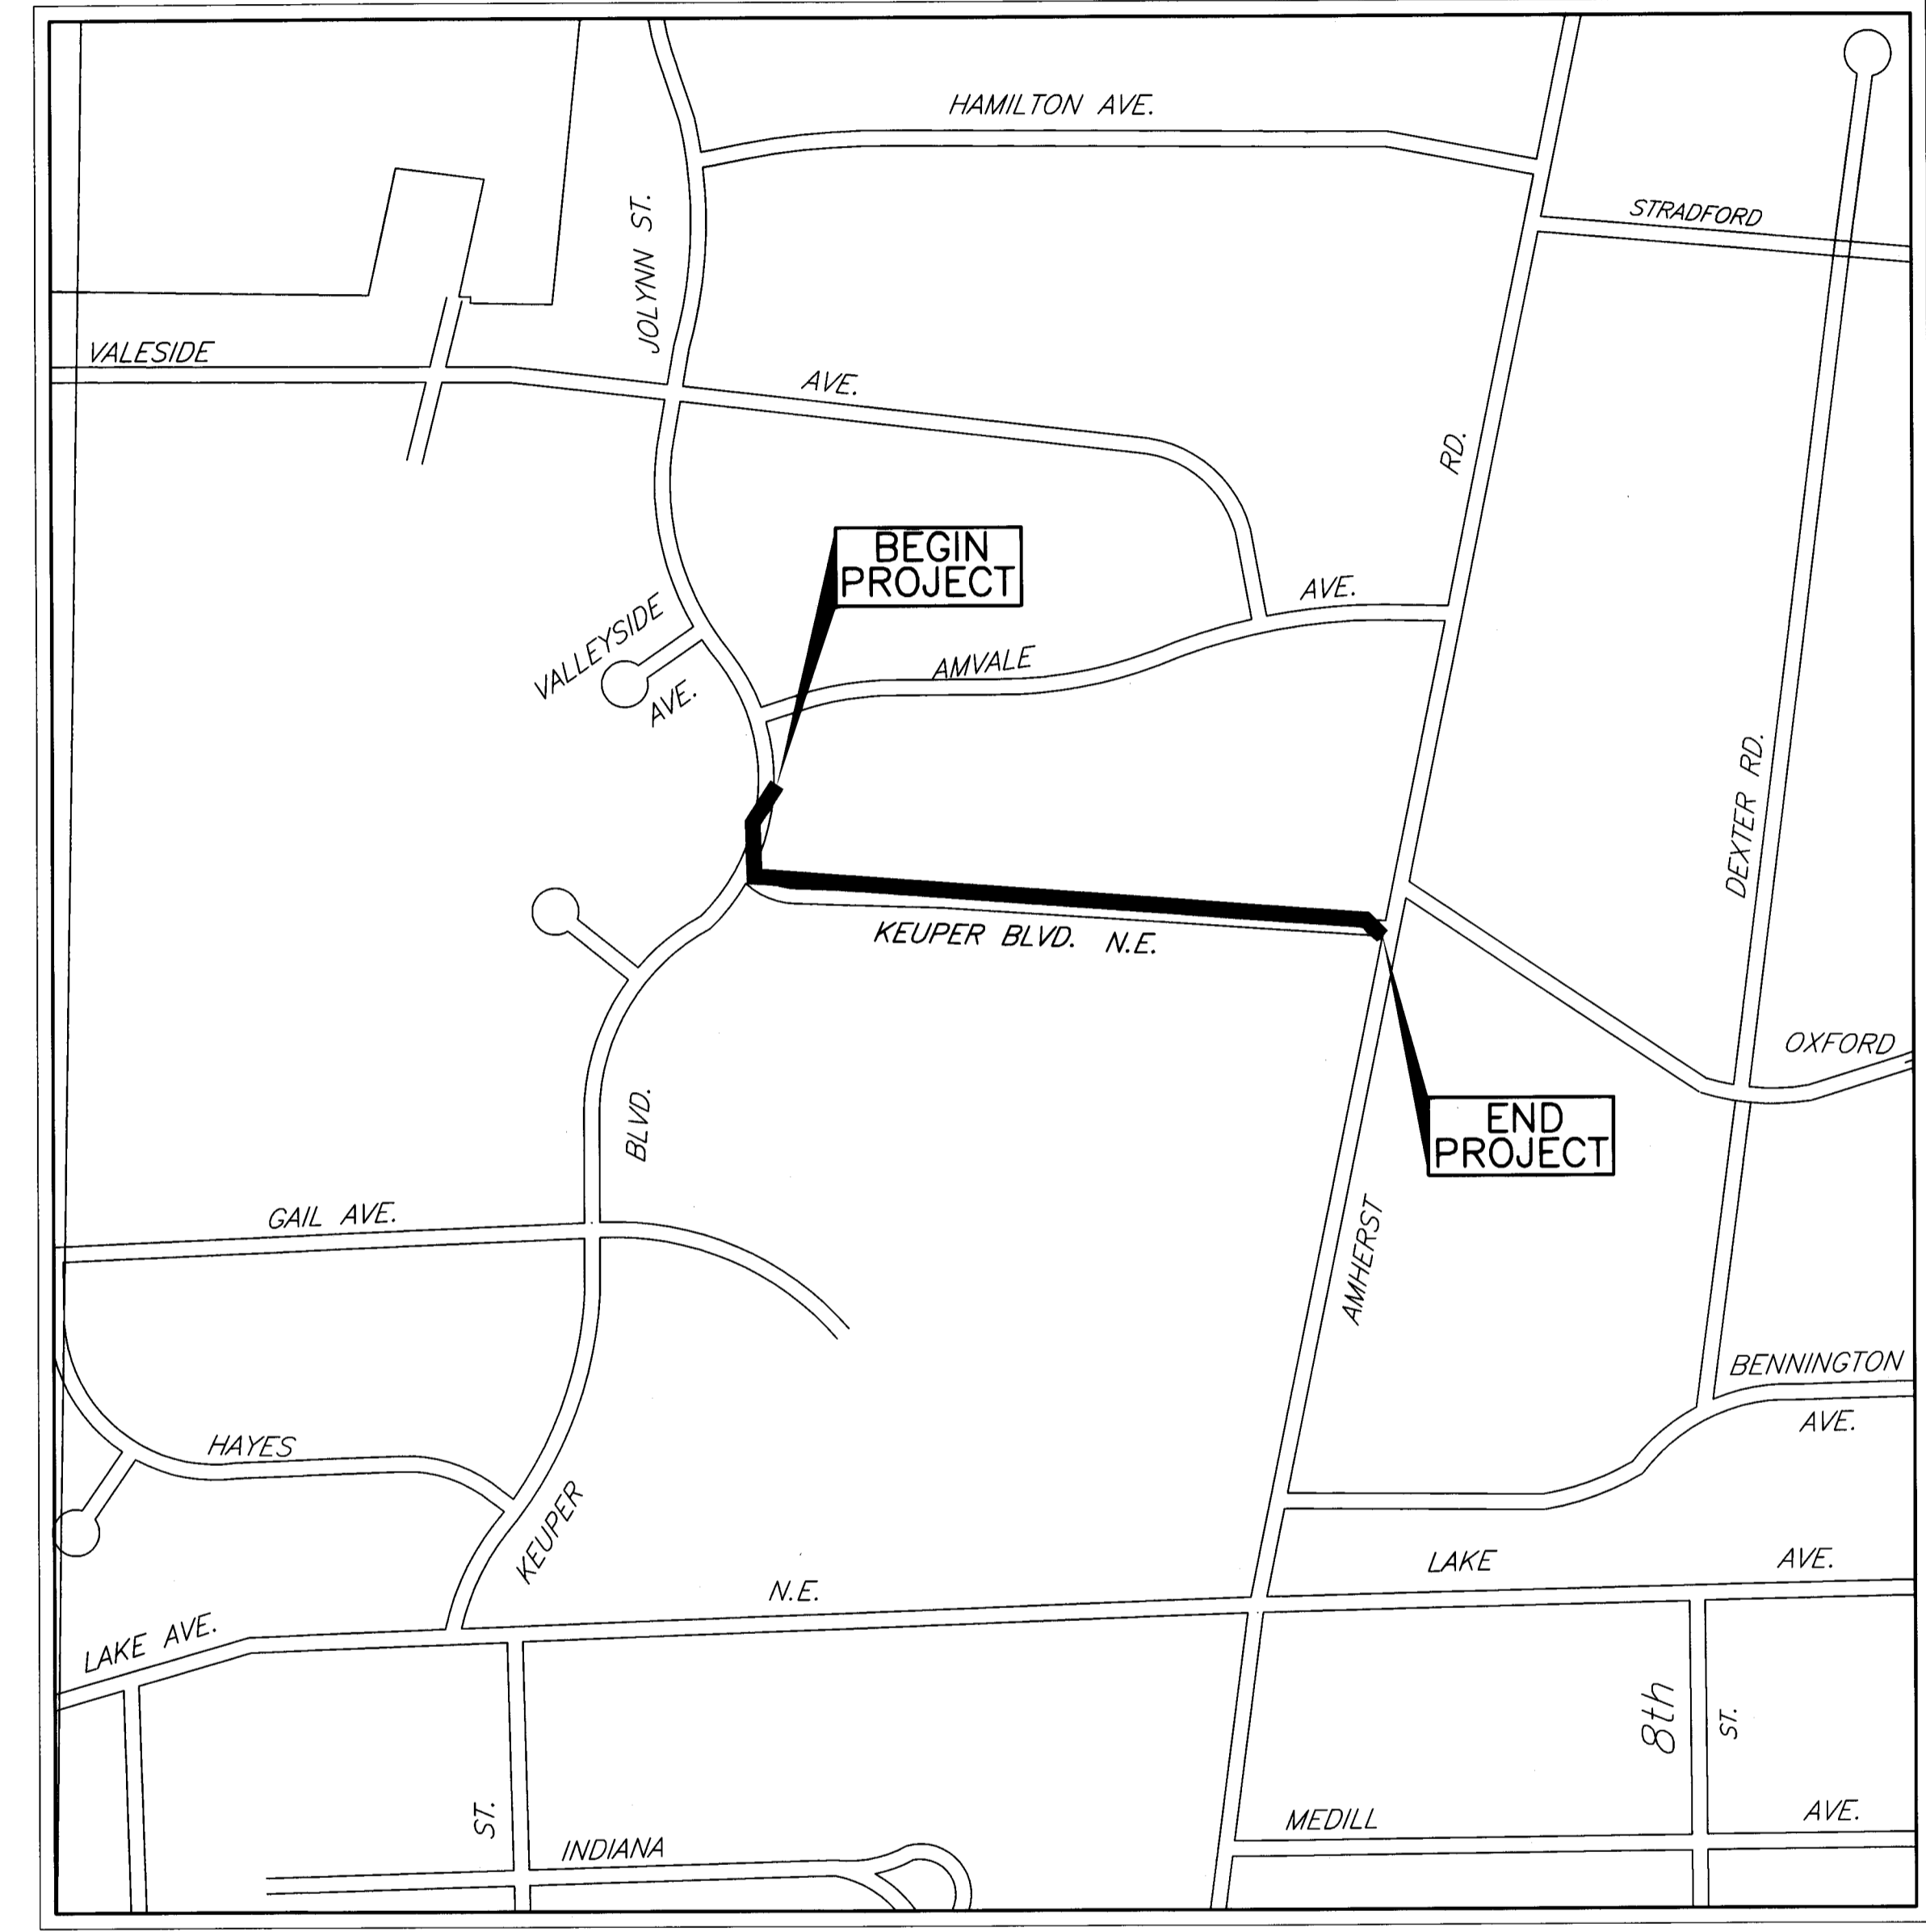 HAMILTON AVE.
STRADFORD
JOLYNN ST.
VALESIDE
AVE.
RD.
BEGIN
PROJECT
AVE.
VALLEYSIDE
AVE.
AMVALE
DEXTER RD.
KEUPER BLVD. N.E.
OXFORD
BLVD.
END
PROJECT
GAIL AVE.
AMHERST
BENNINGTON
AVE.
HAYES
KEUPER
LAKE
AVE.
N.E.
LAKE AVE.
8th
ST.
ST.
INDIANA
MEDILL
AVE.